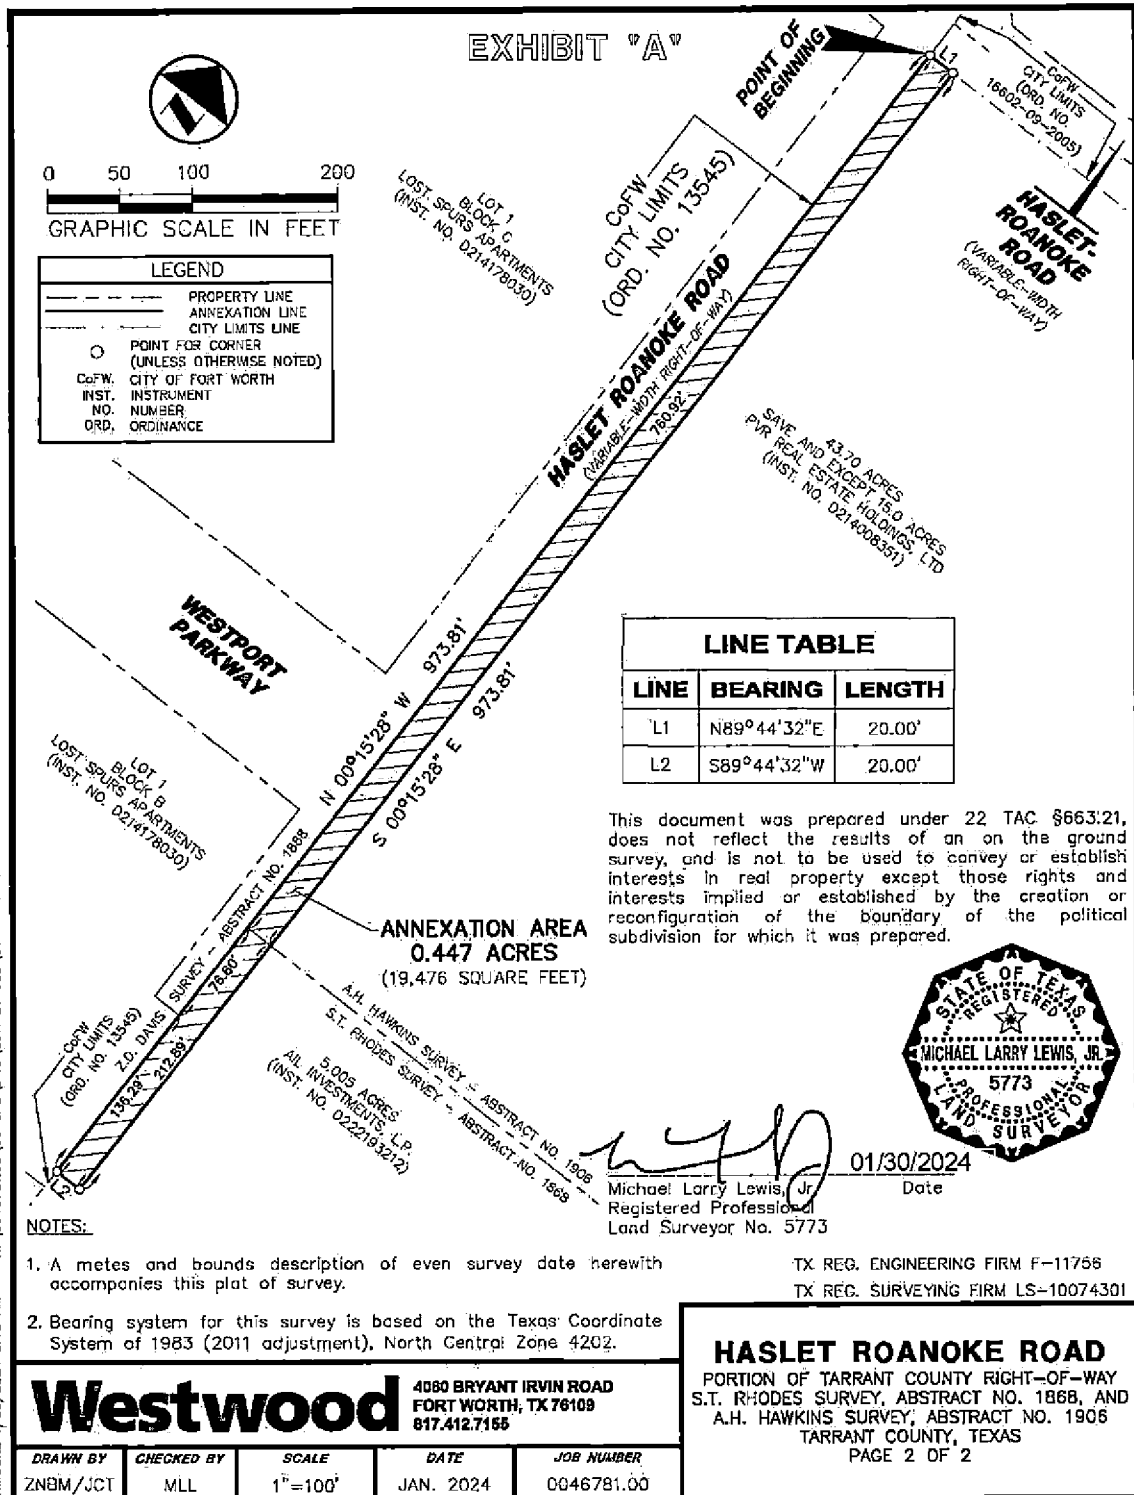 EXHIBIT "A"
POINT OF
BEGINNING
L1
CoFW
CITY LIMITS
(ORD. NO.
16602-09-2005)
HASLET-
ROANOKE
ROAD
(VARIABLE-WIDTH
RIGHT-OF-WAY)
0 50 100 200
GRAPHIC SCALE IN FEET
LEGEND
PROPERTY LINE
ANNEXATION LINE
CITY LIMITS LINE
POINT FOR CORNER
(UNLESS OTHERWISE NOTED)
CoFW. CITY OF FORT WORTH
INST. INSTRUMENT
NO. NUMBER
ORD. ORDINANCE
LOT 1
BLOCK C
LOST SPURS APARTMENTS
(INST. NO. D214178030)
CoFW
CITY LIMITS
(ORD. NO. 13545)
HASLET ROANOKE ROAD
(VARIABLE-WIDTH RIGHT-OF-WAY)
760.92'
43.70 ACRES
SAVE AND EXCEPT 15.0 ACRES
PVR REAL ESTATE HOLDINGS, LTD
(INST. NO. D214008351)
WESTPORT
PARKWAY
N 00°15'28" W 973.81'
S 00°15'28" E 973.81'
LINE TABLE
LINE BEARING LENGTH
L1 N89°44'32"E 20.00'
L2 S89°44'32"W 20.00'
LOT 1
BLOCK B
LOST SPURS APARTMENTS
(INST. NO. D214178030)
This document was prepared under 22 TAC §663.21,
does not reflect the results of an on the ground
survey, and is not to be used to convey or establish
interests in real property except those rights and
interests implied or established by the creation or
reconfiguration of the boundary of the political
subdivision for which it was prepared.
Z.D. DAVIS SURVEY - ABSTRACT NO. 1888
ANNEXATION AREA
0.447 ACRES
(19,476 SQUARE FEET)
76.60'
136.29'
212.89'
CoFW
CITY LIMITS
(ORD. NO. 13545)
L2
A.H. HAWKINS SURVEY - ABSTRACT NO. 1906
S.T. RHODES SURVEY - ABSTRACT NO. 1868
5.005 ACRES
AIL INVESTMENTS, L.P.
(INST. NO. D222193212)
STATE OF TEXAS
REGISTERED
MICHAEL LARRY LEWIS, JR.
5773
PROFESSIONAL
LAND SURVEYOR
01/30/2024
Michael Larry Lewis, Jr. Date
Registered Professional
Land Surveyor No. 5773
NOTES:
1. A metes and bounds description of even survey date herewith
accompanies this plat of survey.
2. Bearing system for this survey is based on the Texas Coordinate
System of 1983 (2011 adjustment), North Central Zone 4202.
TX REG. ENGINEERING FIRM F-11756
TX REG. SURVEYING FIRM LS-10074301
Westwood
4060 BRYANT IRVIN ROAD
FORT WORTH, TX 76109
817.412.7155
HASLET ROANOKE ROAD
PORTION OF TARRANT COUNTY RIGHT-OF-WAY
S.T. RHODES SURVEY, ABSTRACT NO. 1868, AND
A.H. HAWKINS SURVEY, ABSTRACT NO. 1906
TARRANT COUNTY, TEXAS
PAGE 2 OF 2
DRAWN BY CHECKED BY SCALE DATE JOB NUMBER
ZNBM/JCT MLL 1"=100' JAN. 2024 0046781.00